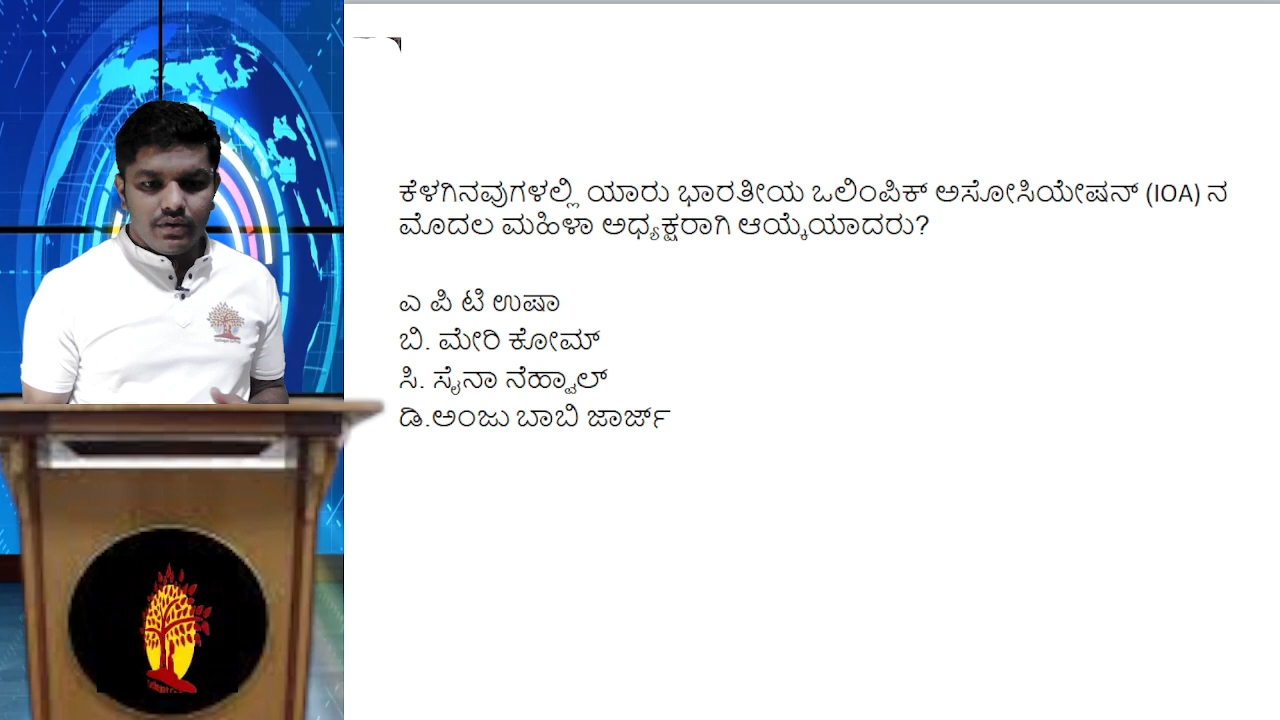 ಕೆಳಗಿನವುಗಳಲ್ಲಿ ಯಾರು ಭಾರತೀಯ ಒಲಿಂಪಿಕ್ ಅಸೋಸಿಯೇಷನ್ (IOA) ನ
ಮೊದಲ ಮಹಿಳಾ ಅಧ್ಯಕ್ಷರಾಗಿ ಆಯ್ಕೆಯಾದರು?
ಎ ಪಿ ಟಿ ಉಷಾ
ಬಿ. ಮೇರಿ ಕೋಮ್
ಸಿ. ಸೈನಾ ನೆಹ್ವಾಲ್
ಡಿ.ಅಂಜು ಬಾಬಿ ಜಾರ್ಜ್